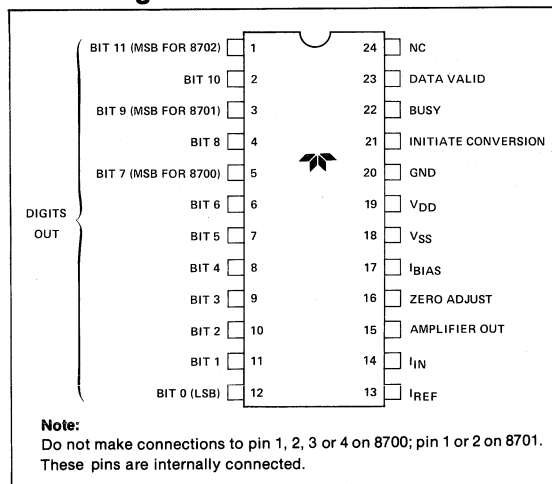 BIT 11 (MSB FOR 8702) 1 24 NC
BIT 10 2 23 DATA VALID
BIT 9 (MSB FOR 8701) 3 22 BUSY
BIT 8 4 21 INITIATE CONVERSION
BIT 7 (MSB FOR 8700) 5 20 GND
BIT 6 6 19 VDD
DIGITS OUT
BIT 5 7 18 VSS
BIT 4 8 17 IBIAS
BIT 3 9 16 ZERO ADJUST
BIT 2 10 15 AMPLIFIER OUT
BIT 1 11 14 IIN
BIT 0 (LSB) 12 13 IREF
Note:
Do not make connections to pin 1, 2, 3 or 4 on 8700; pin 1 or 2 on 8701.
These pins are internally connected.